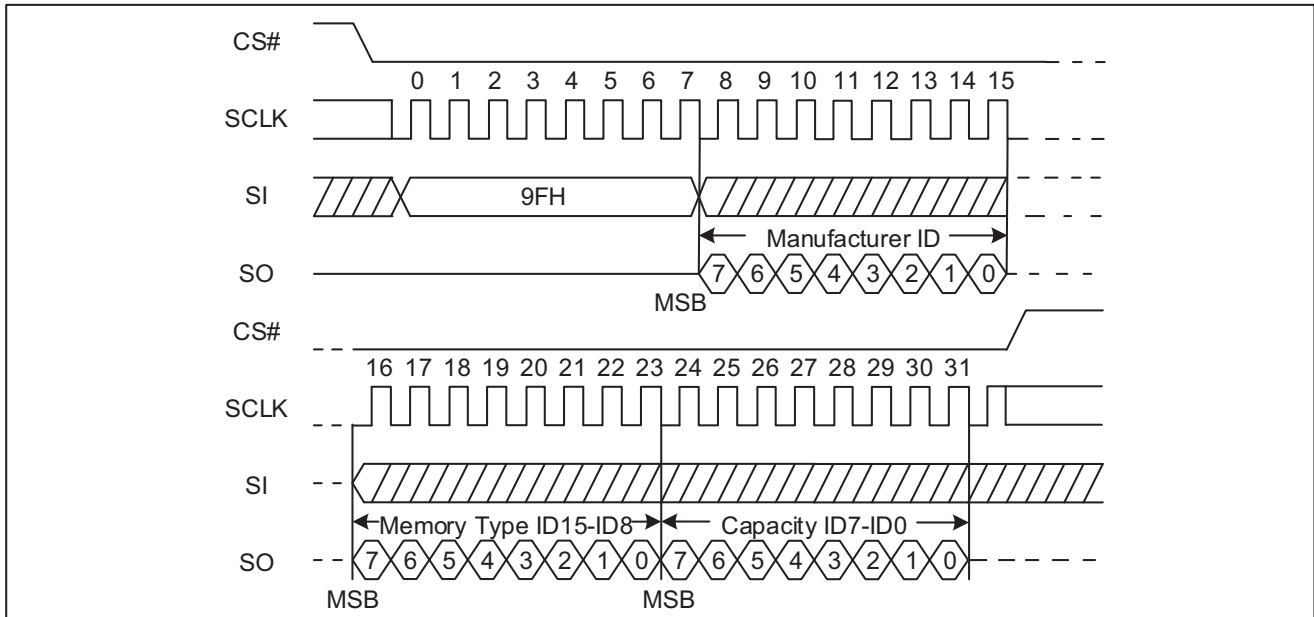 CS#
0 1 2 3 4 5 6 7 8 9 10 11 12 13 14 15
SCLK
SI 9FH
Manufacturer ID
SO 7 6 5 4 3 2 1 0
MSB
CS#
16 17 18 19 20 21 22 23 24 25 26 27 28 29 30 31
SCLK
SI
Memory Type ID15-ID8 Capacity ID7-ID0
SO 7 6 5 4 3 2 1 0 7 6 5 4 3 2 1 0
MSB MSB